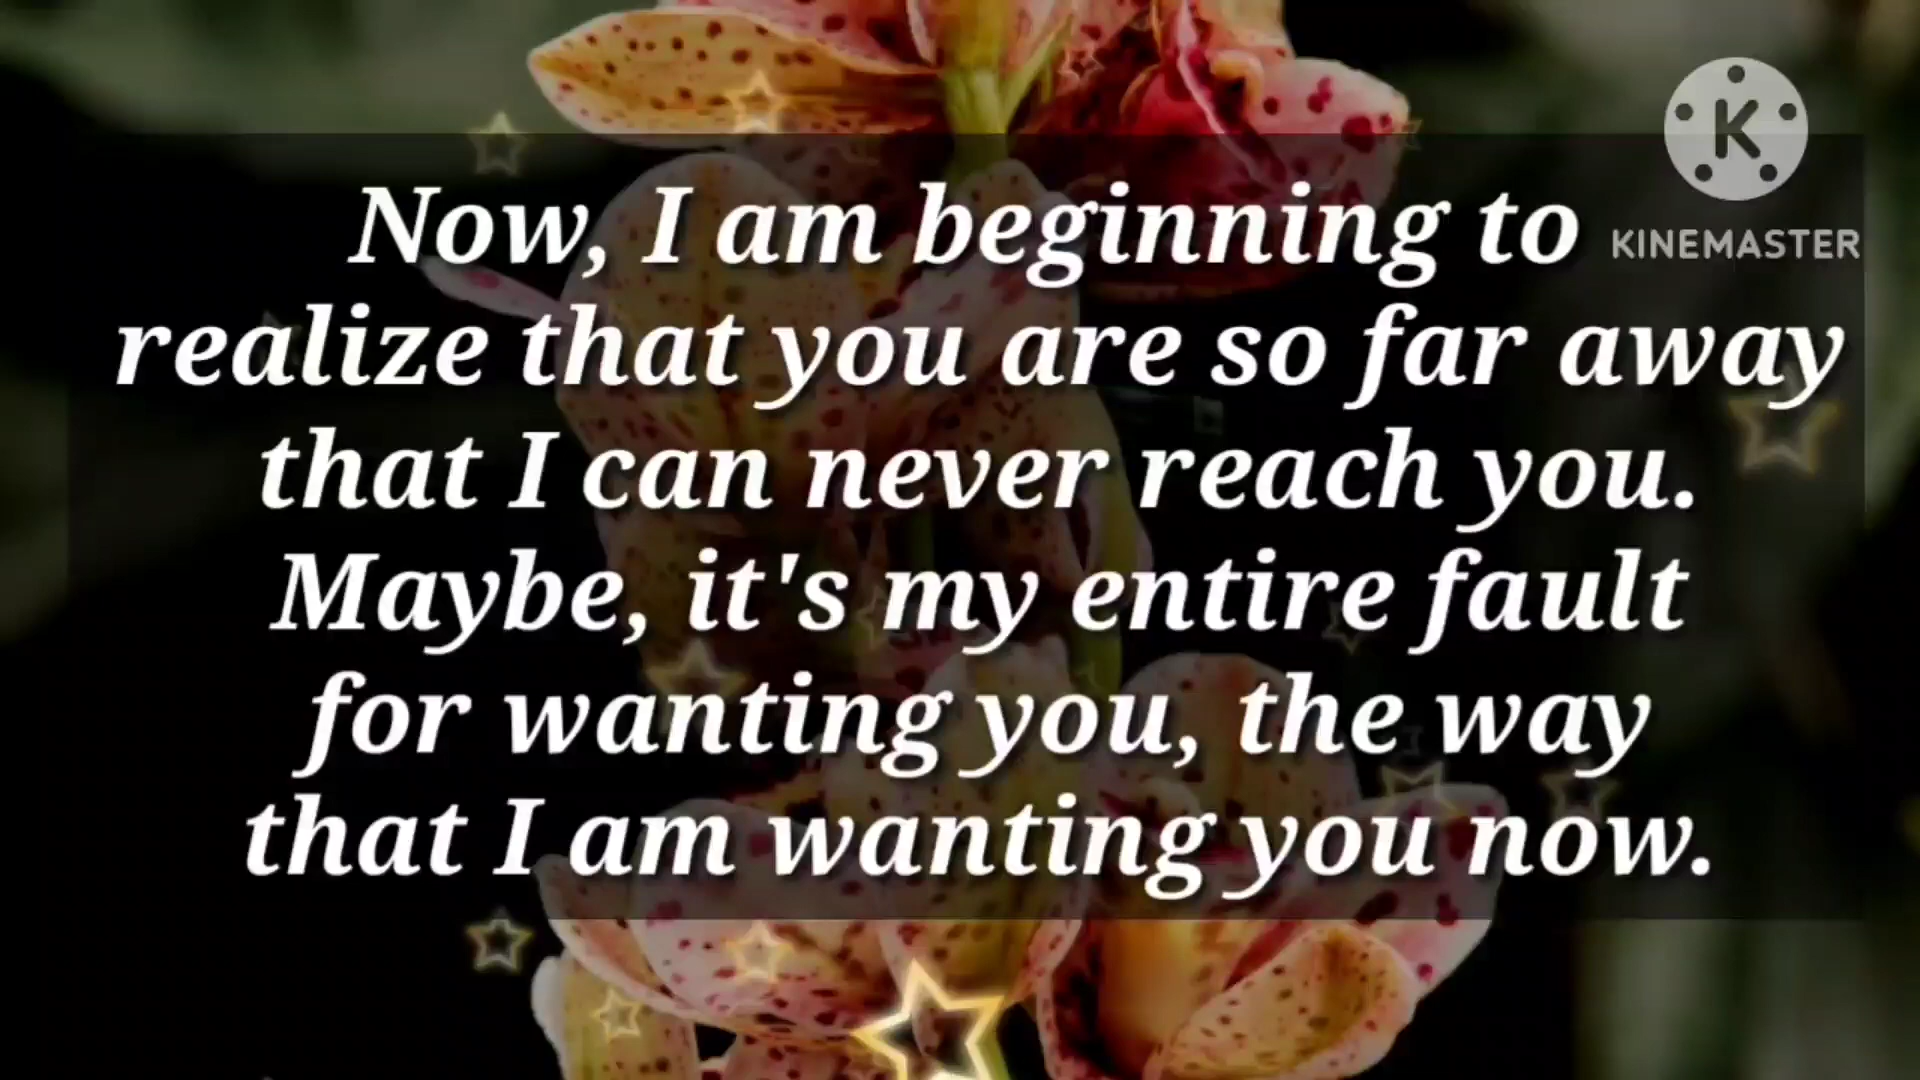 Now, I am beginning to
realize that you are so far away
that I can never reach you.
Maybe, it's my entire fault
for wanting you, the way
that I am wanting you now.
K
KINEMASTER